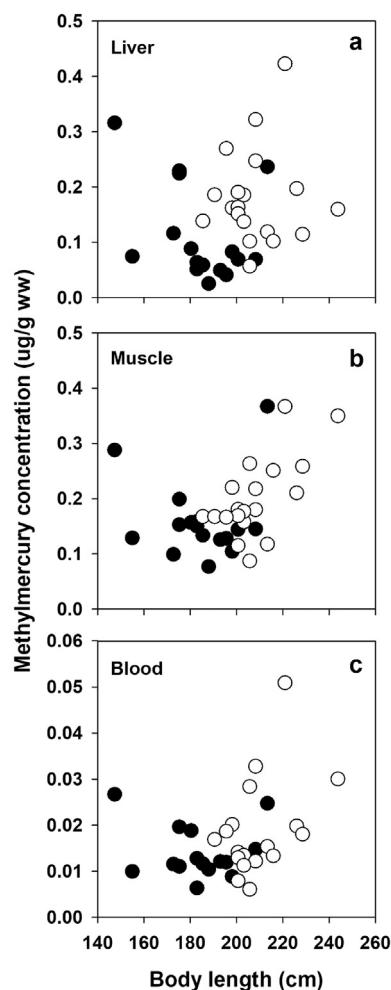 Methylmercury concentration (ug/g ww)
0.5
Liver
a
0.4
0.3
0.2
0.1
0.0
0.5
Muscle
b
0.4
0.3
0.2
0.1
0.0
0.06
Blood
c
0.05
0.04
0.03
0.02
0.01
0.00
140 160 180 200 220 240 260
Body length (cm)